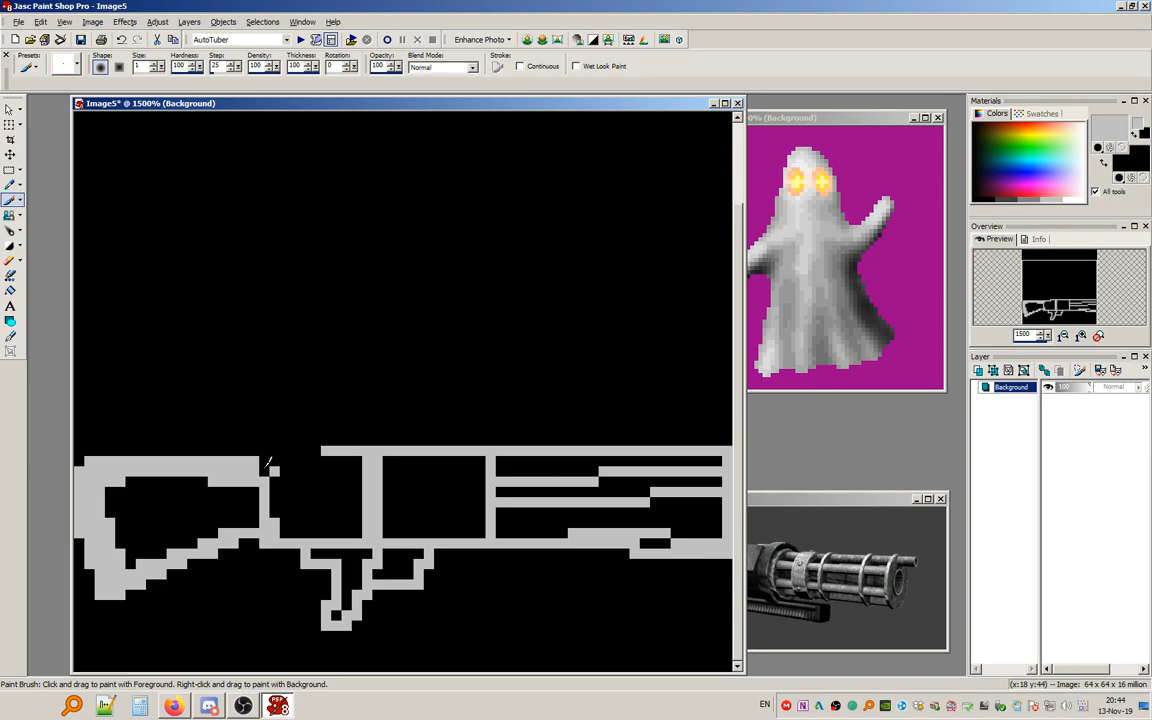 Jasc Paint Shop Pro - Image5
File Edit View Image Effects Adjust Layers Objects Selections Window Help
AutoTuber Enhance Photo
Presets: Shape: Size: Hardness: Step: Density: Thickness: Rotation: Opacity: Blend Mode: Stroke:
1 100 25 100 100 0 100 Normal Continuous Wet Look Paint
Image5* @ 1500% (Background)
0% (Background)
Materials
Colors Swatches
All tools
Overview
Preview Info
1500
Layer
Background 100 Normal
Paint Brush: Click and drag to paint with Foreground. Right-click and drag to paint with Background.
(x:18 y:44) -- Image: 64 x 64 x 16 million
EN
20:44
13-Nov-19